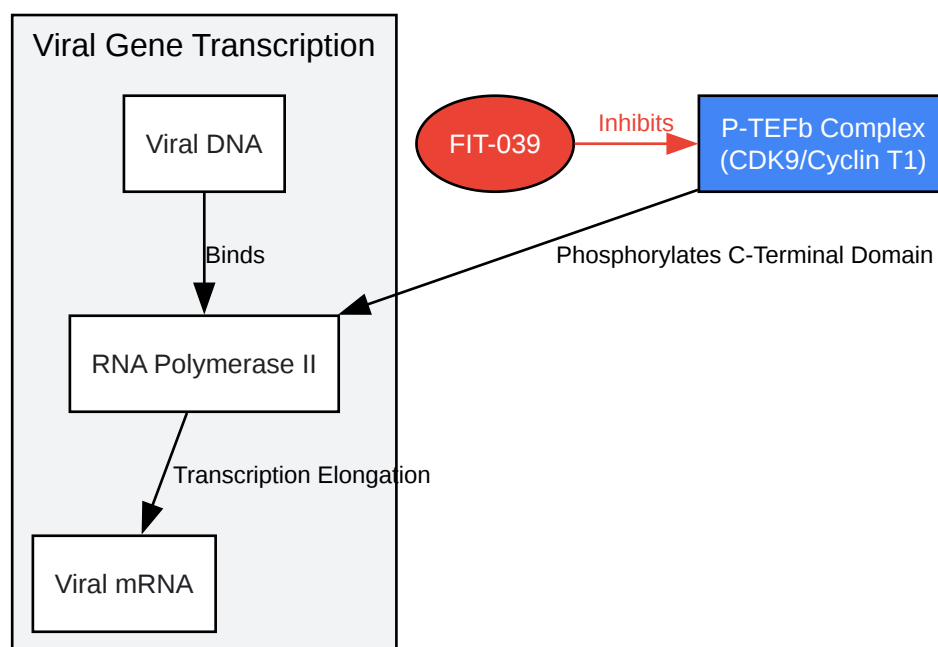 Viral Gene Transcription
Viral DNA
FIT-039
Inhibits
P-TEFb Complex
(CDK9/Cyclin T1)
Binds
Phosphorylates C-Terminal Domain
RNA Polymerase II
Transcription Elongation
Viral mRNA